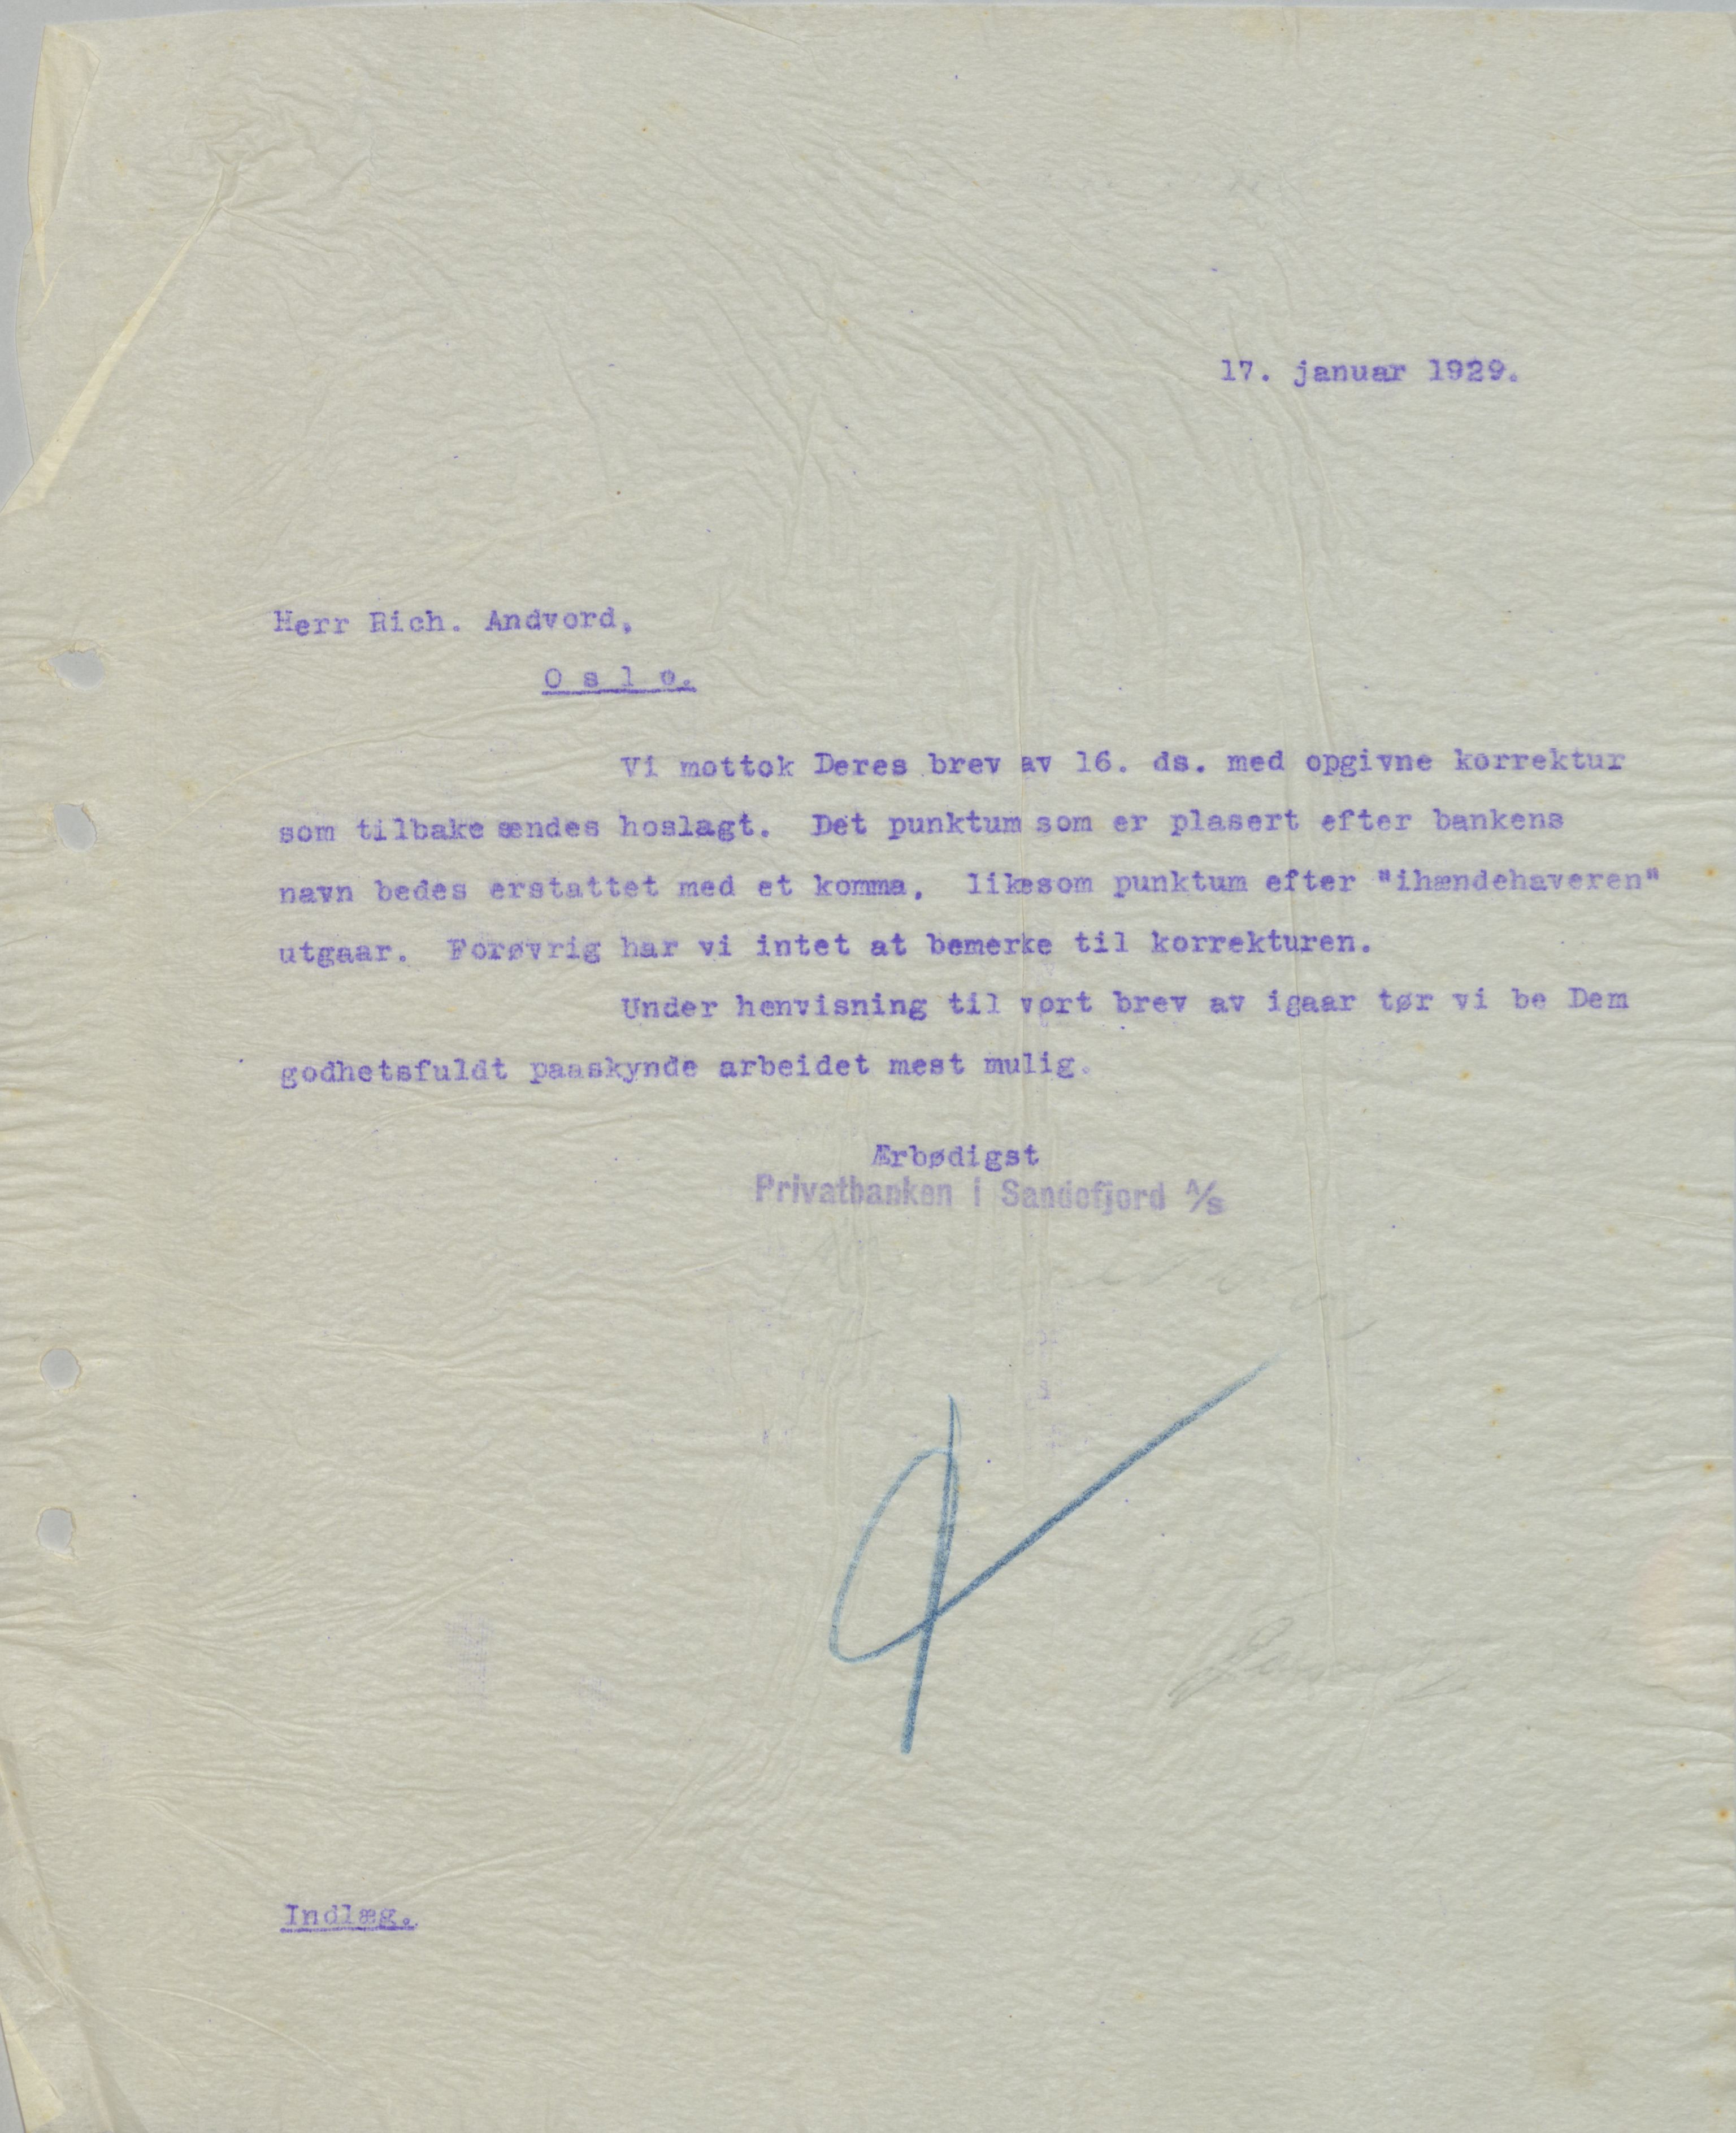 17. januar 1929.
Herr Rich. Andvord,
O s l o.
Vi mottok Deres brev av 16. ds. med opgivne korrektur
som tilbake sendes hoslagt. Det punktum som er plasert efter bankens
navn bedes erstattet med et komma, likesom punktum efter "ihændehaveren"
utgaar. Forøvrig har vi intet at bemerke til korrekturen.
Under henvisning til vort brev av igaar tør vi be Dem
godhetsfuldt paaskynde arbeidet mest mulig.
Ærbødigst
Privatbanken i Sandefjord A/S
Indlæg.